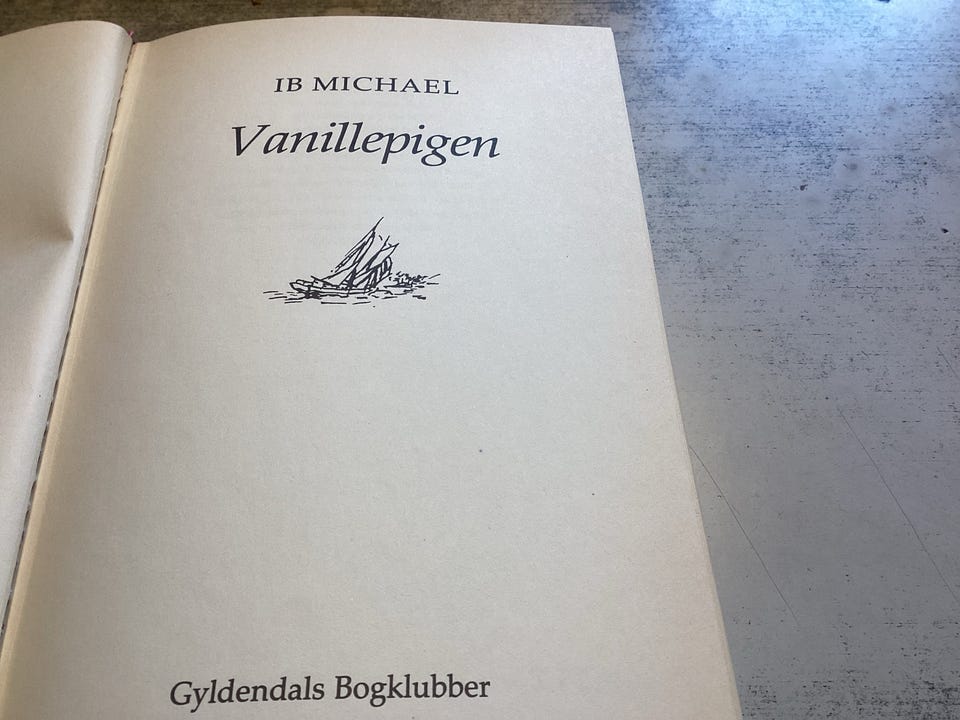 IB MICHAEL
Vanillepigen
Gyldendals Bogklubber